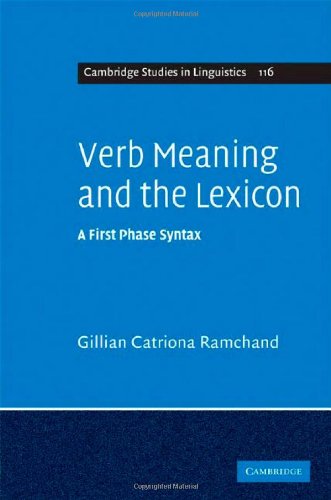 Cambridge Studies in Linguistics 116
Verb Meaning
and the Lexicon
A First Phase Syntax
Gillian Catriona Ramchand
CAMBRIDGE